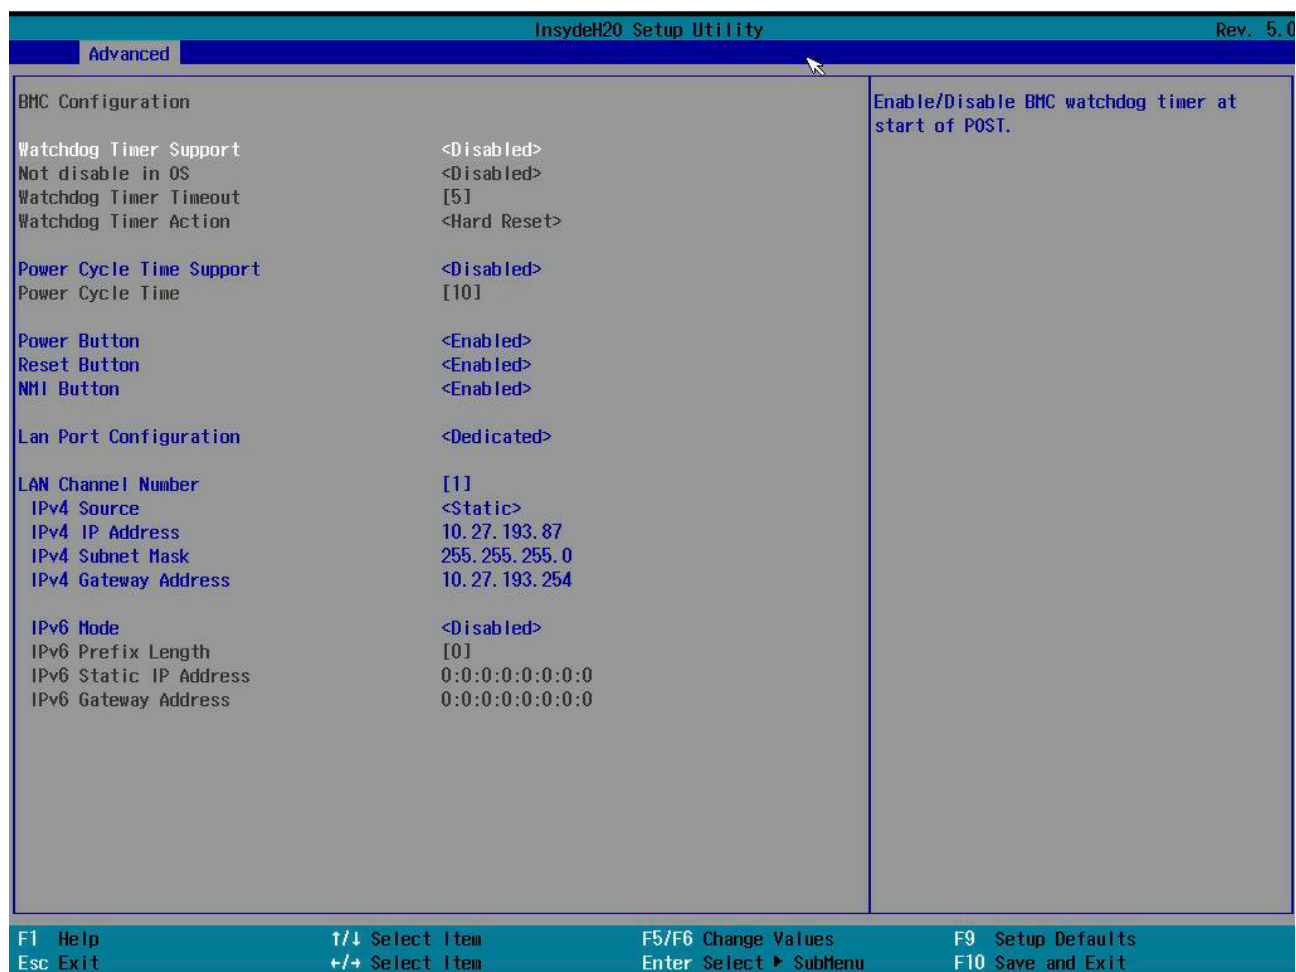 InsydeH20 Setup Utility Rev. 5.0
Advanced
BMC Configuration
Watchdog Timer Support <Disabled>
Not disable in OS <Disabled>
Watchdog Timer Timeout [5]
Watchdog Timer Action <Hard Reset>
Power Cycle Time Support <Disabled>
Power Cycle Time [10]
Power Button <Enabled>
Reset Button <Enabled>
NMI Button <Enabled>
Lan Port Configuration <Dedicated>
LAN Channel Number [1]
IPv4 Source <Static>
IPv4 IP Address 10.27.193.87
IPv4 Subnet Mask 255.255.255.0
IPv4 Gateway Address 10.27.193.254
IPv6 Mode <Disabled>
IPv6 Prefix Length [0]
IPv6 Static IP Address 0:0:0:0:0:0:0:0
IPv6 Gateway Address 0:0:0:0:0:0:0:0
Enable/Disable BMC watchdog timer at
start of POST.
F1 Help ↑/↓ Select Item F5/F6 Change Values F9 Setup Defaults
Esc Exit ←/→ Select Item Enter Select ▶ SubMenu F10 Save and Exit